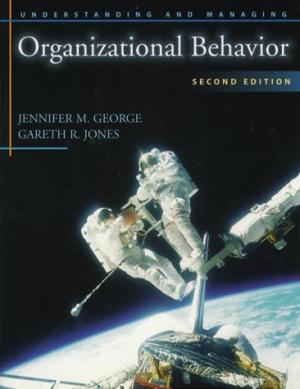 UNDERSTANDING AND MANAGING
Organizational Behavior
SECOND EDITION
JENNIFER M. GEORGE
GARETH R. JONES